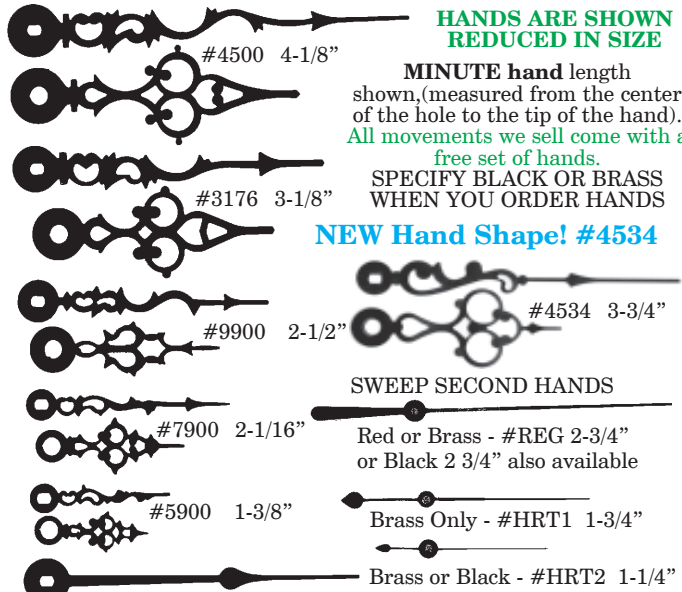 HANDS ARE SHOWN
REDUCED IN SIZE
#4500 4-1/8”
MINUTE hand length
shown,(measured from the center
of the hole to the tip of the hand).
All movements we sell come with a
free set of hands.
SPECIFY BLACK OR BRASS
WHEN YOU ORDER HANDS
#3176 3-1/8”
NEW Hand Shape! #4534
#4534 3-3/4”
#9900 2-1/2”
SWEEP SECOND HANDS
#7900 2-1/16”
Red or Brass - #REG 2-3/4”
or Black 2 3/4” also available
#5900 1-3/8”
Brass Only - #HRT1 1-3/4”
Brass or Black - #HRT2 1-1/4”